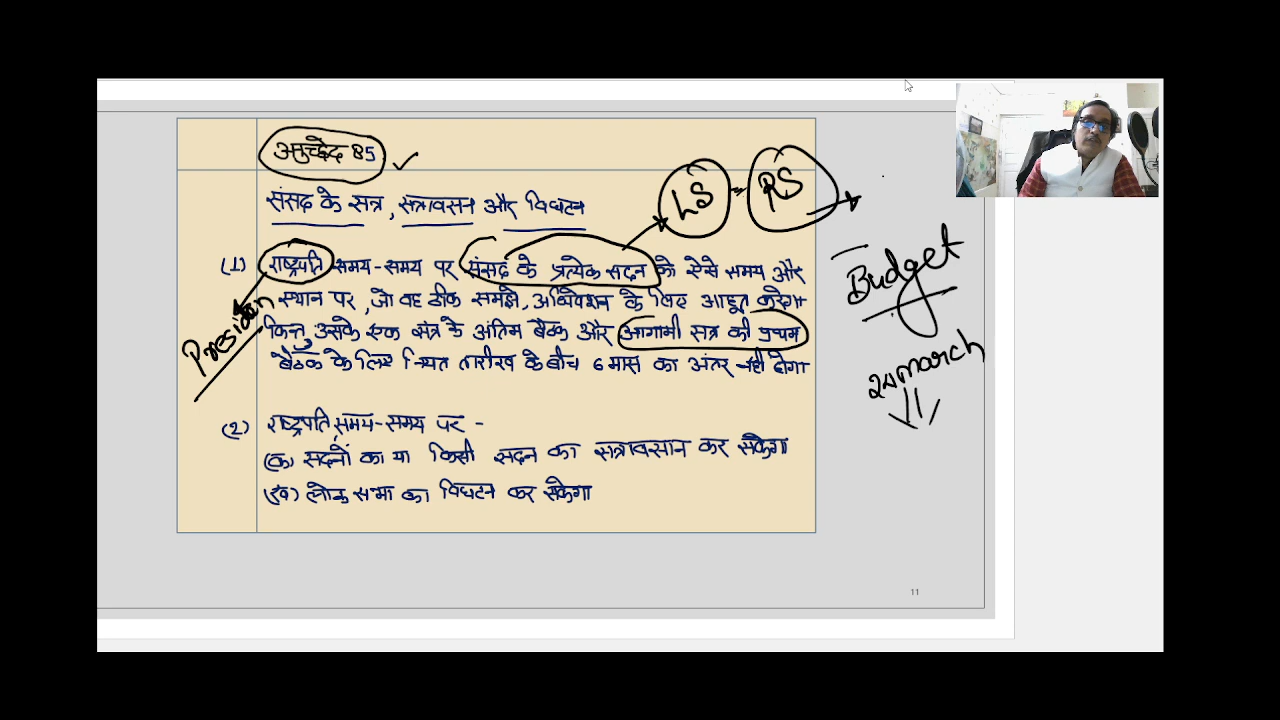 अनुच्छेद 85
संसद के सत्र, सत्रावसन और विघटन
LS RS
(1) राष्ट्रपति समय-समय पर संसद के प्रत्येक सदन को ऐसे समय और
स्थान पर, जो वह ठीक समझे, अधिवेशन के लिए आहूत करेगा
किन्तु उसके एक सत्र के अंतिम बैठक और आगामी सत्र की प्रथम
बैठक के लिए नियत तारीख के बीच 6 मास का अंतर नहीं होगा
Budget
24 march
(2) राष्ट्रपति, समय-समय पर -
(क) सदनों का या किसी सदन का सत्रावसान कर सकेगा
(ख) लोक सभा का विघटन कर सकेगा
11